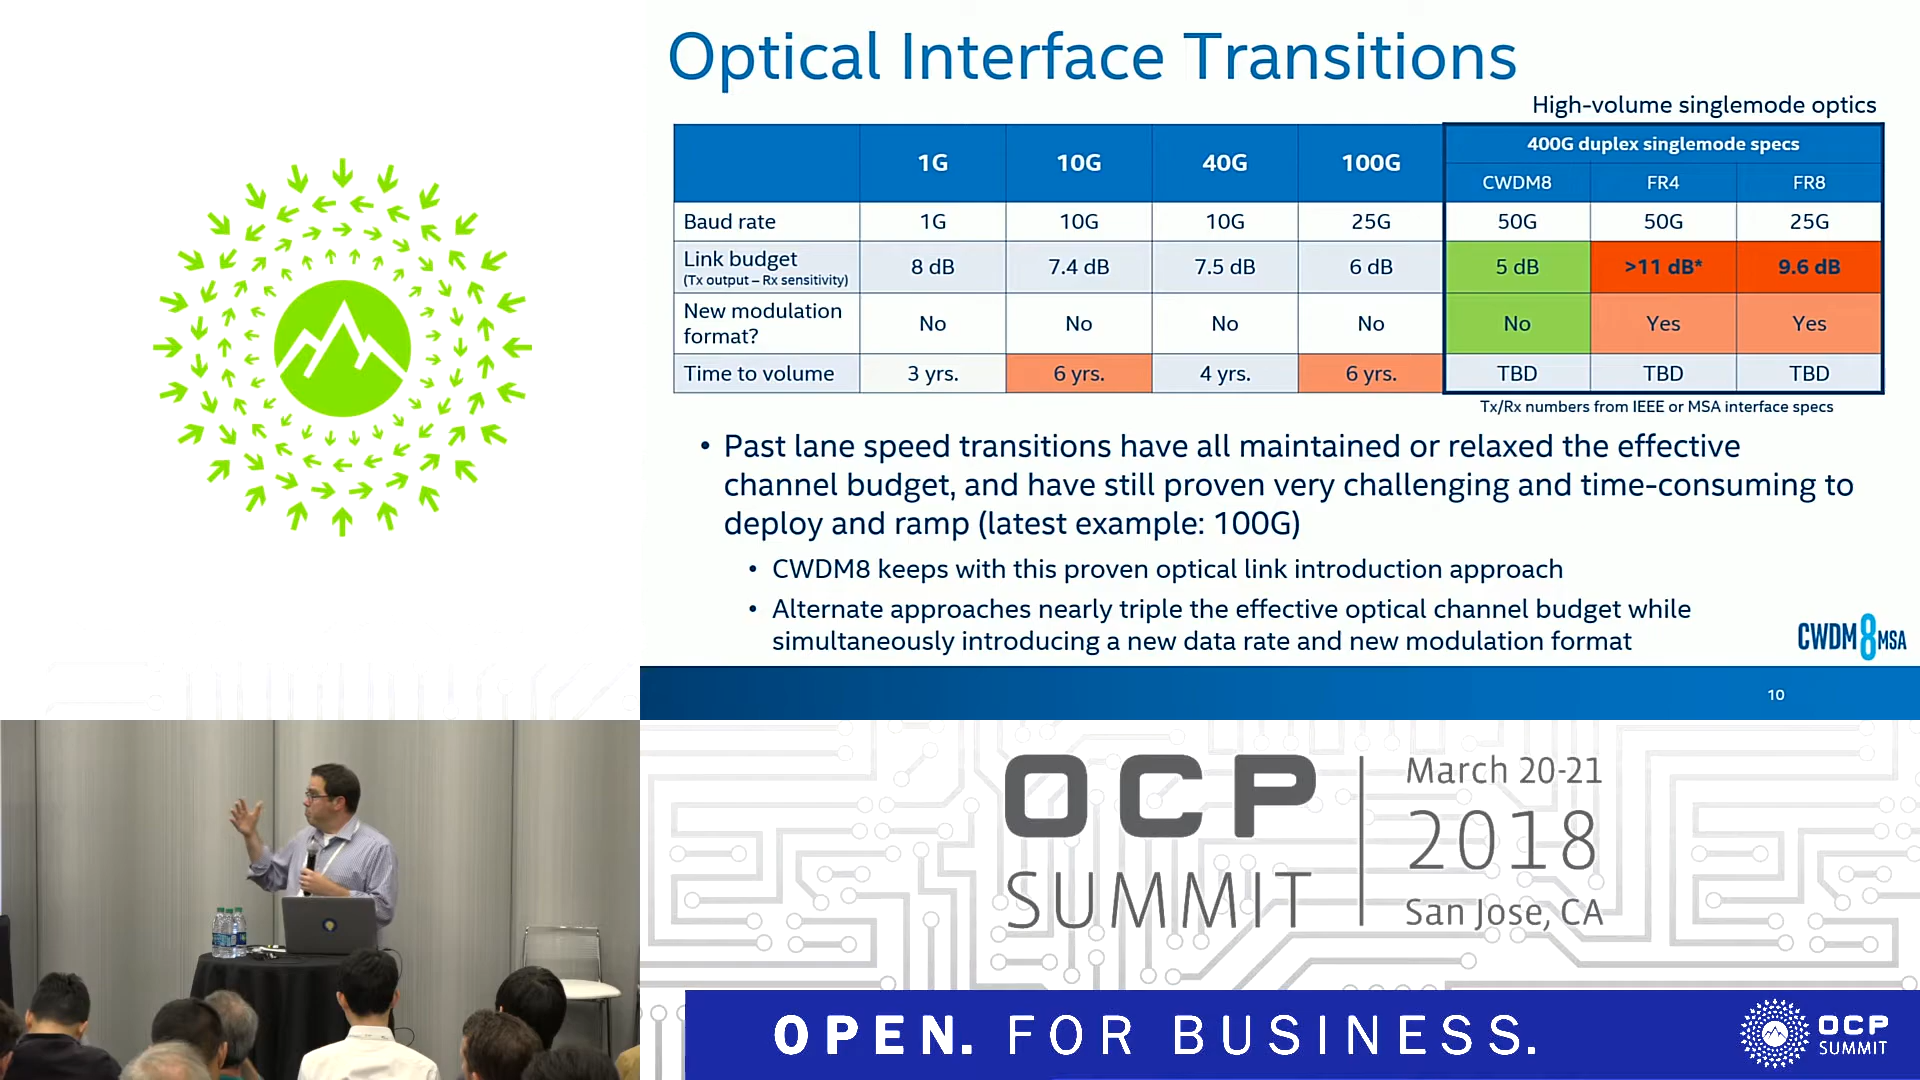 Optical Interface Transitions
High-volume singlemode optics
1G 10G 40G 100G 400G duplex singlemode specs
CWDM8 FR4 FR8
Baud rate 1G 10G 10G 25G 50G 50G 25G
Link budget (Tx output – Rx sensitivity) 8 dB 7.4 dB 7.5 dB 6 dB 5 dB >11 dB* 9.6 dB
New modulation format? No No No No No Yes Yes
Time to volume 3 yrs. 6 yrs. 4 yrs. 6 yrs. TBD TBD TBD
Tx/Rx numbers from IEEE or MSA interface specs
• Past lane speed transitions have all maintained or relaxed the effective
channel budget, and have still proven very challenging and time-consuming to
deploy and ramp (latest example: 100G)
• CWDM8 keeps with this proven optical link introduction approach
• Alternate approaches nearly triple the effective optical channel budget while
simultaneously introducing a new data rate and new modulation format
CWDM8 MSA
10
OCP
SUMMIT
March 20-21
2018
San Jose, CA
OPEN. FOR BUSINESS.
OCP
SUMMIT